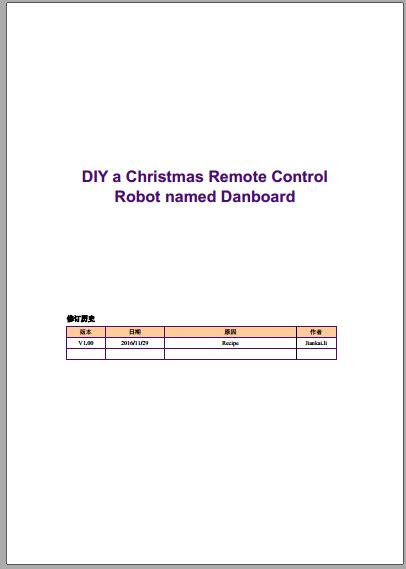 DIY a Christmas Remote Control
Robot named Danboard
修订历史
版本 日期 原因 作者
V1.00 2016/11/29 Recipe Jiankai.li